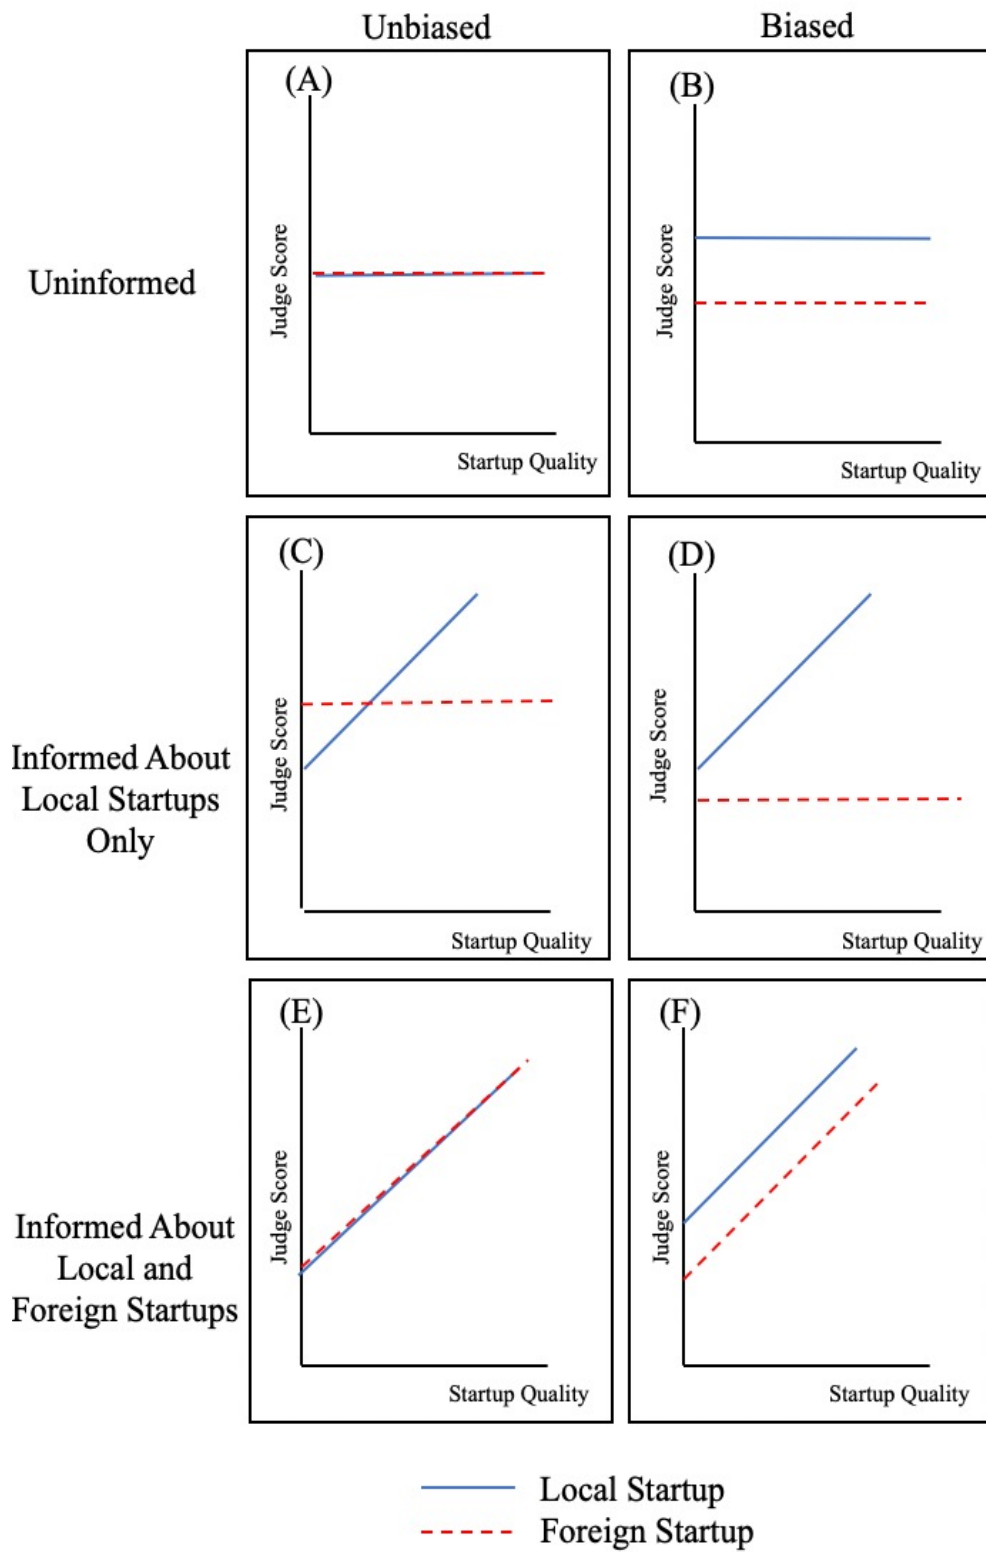 Unbiased
Biased
Uninformed
(A)
Judge Score
Startup Quality
(B)
Judge Score
Startup Quality
Informed About
Local Startups
Only
(C)
Judge Score
Startup Quality
(D)
Judge Score
Startup Quality
Informed About
Local and
Foreign Startups
(E)
Judge Score
Startup Quality
(F)
Judge Score
Startup Quality
Local Startup
Foreign Startup